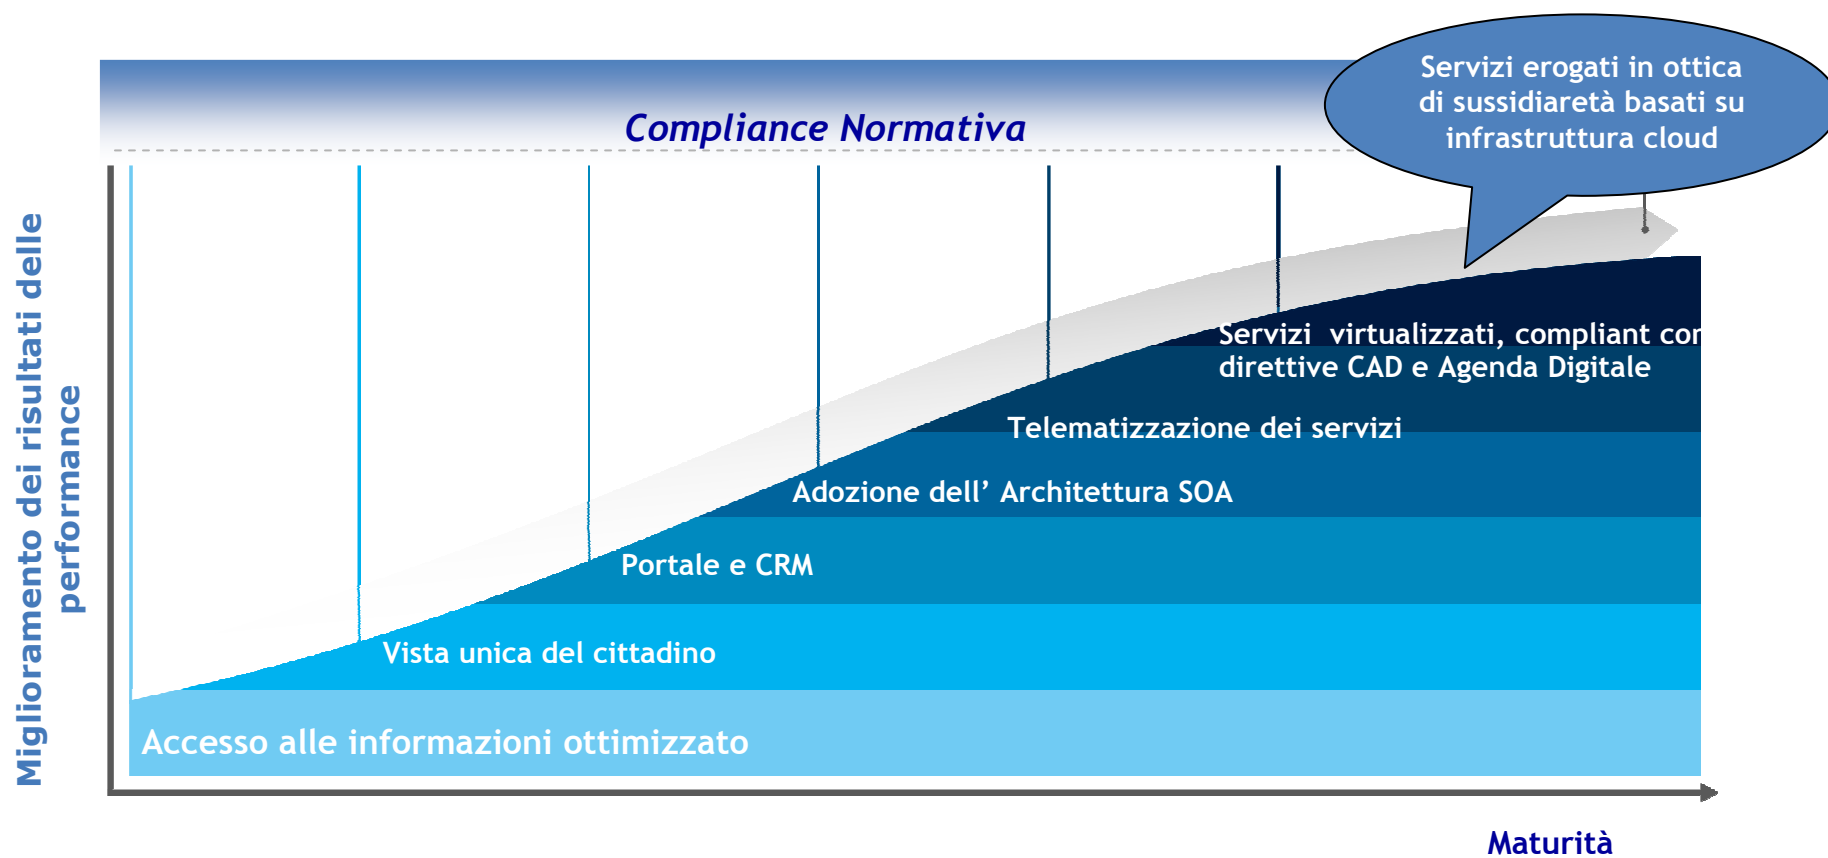 Servizi erogati in ottica
di sussidiaretà basati su
infrastruttura cloud
Compliance Normativa
Miglioramento dei risultati delle
performance
Servizi virtualizzati, compliant con
direttive CAD e Agenda Digitale
Telematizzazione dei servizi
Adozione dell’ Architettura SOA
Portale e CRM
Vista unica del cittadino
Accesso alle informazioni ottimizzato
Maturità